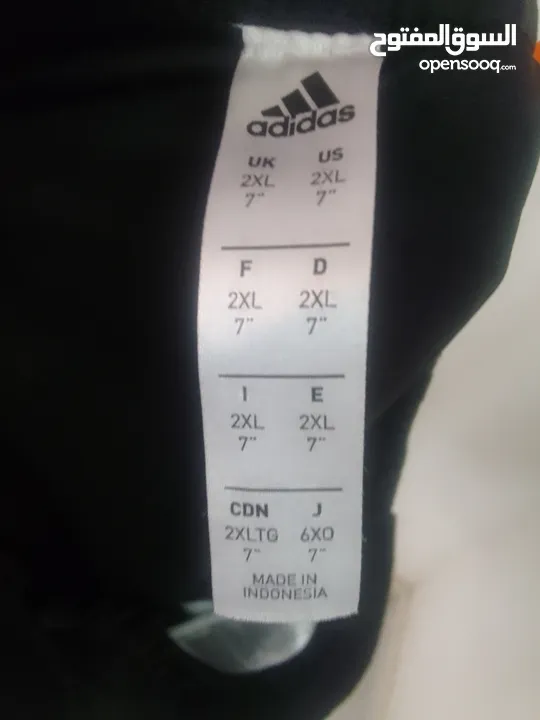 السوق المفتوح
opensooq.com
adidas
UK US
2XL 2XL
7" 7"
F D
2XL 2XL
7" 7"
I E
2XL 2XL
7" 7"
CDN J
2XLTG 6XO
7" 7"
MADE IN
INDONESIA